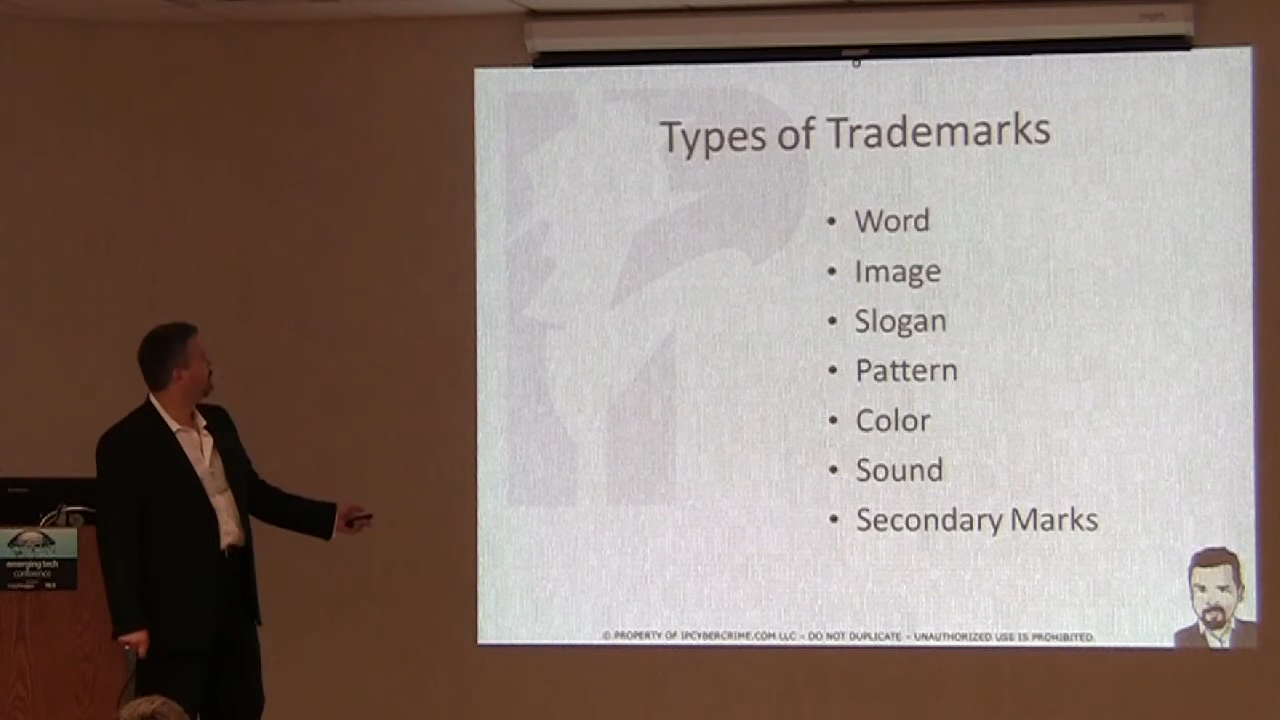 Types of Trademarks
• Word
• Image
• Slogan
• Pattern
• Color
• Sound
• Secondary Marks
© PROPERTY OF IPCYBERCRIME.COM LLC – DO NOT DUPLICATE – UNAUTHORIZED USE IS PROHIBITED
emerging tech
conference